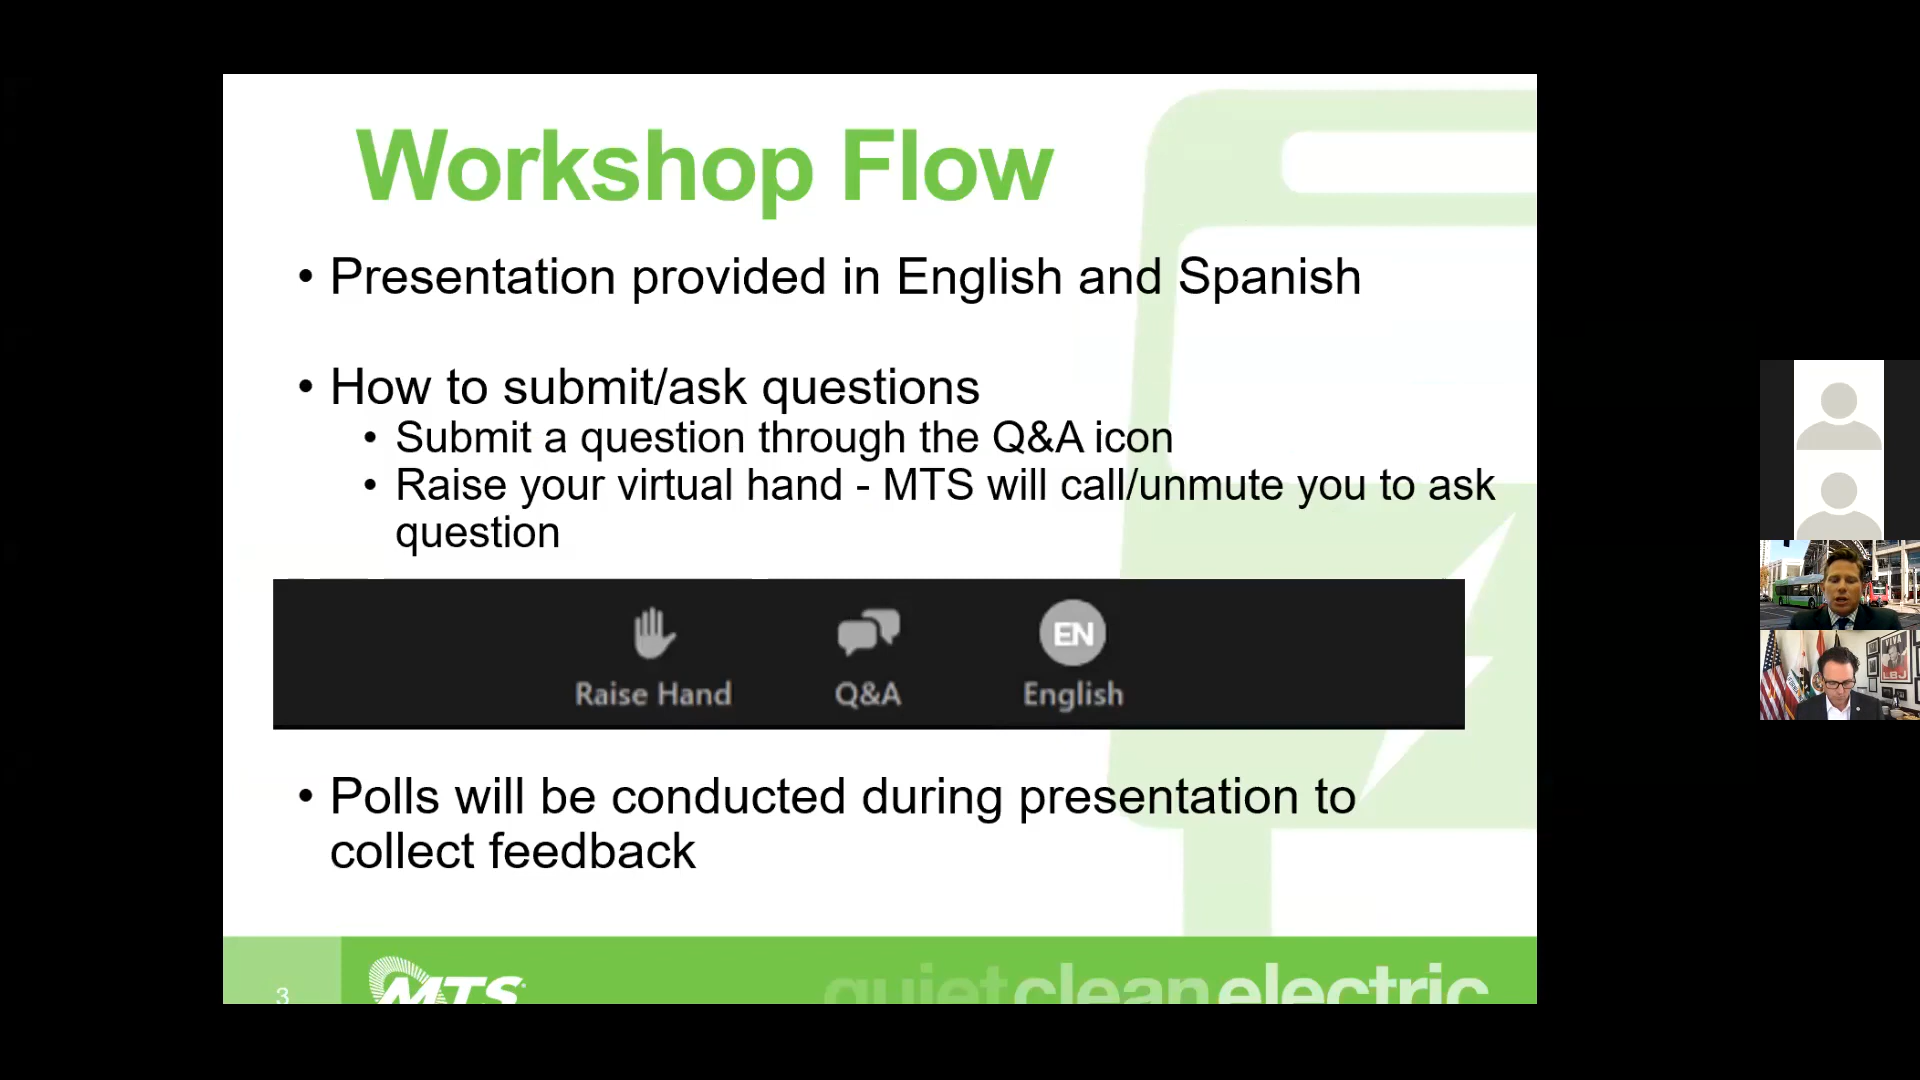 Workshop Flow
• Presentation provided in English and Spanish
• How to submit/ask questions
• Submit a question through the Q&A icon
• Raise your virtual hand - MTS will call/unmute you to ask
question
EN
Raise Hand Q&A English
• Polls will be conducted during presentation to
collect feedback
3 MTS quietcleanelectric
VIVA
LBJ